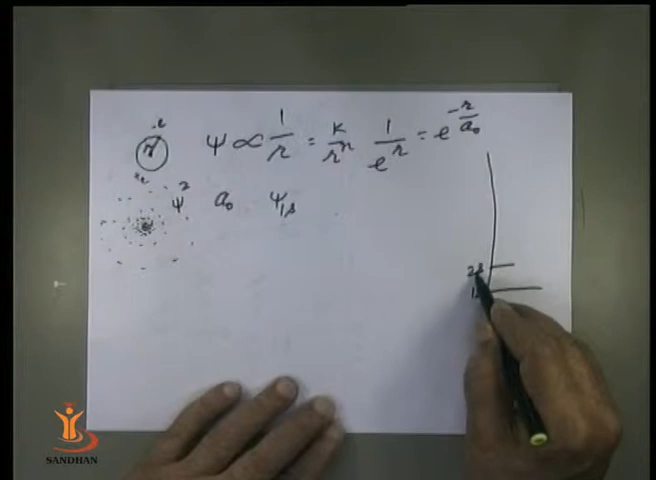 ψ ∝ 1/r = K/r^n 1/e^r = e^(-r/a₀)
ψ² a₀ ψ₁s
2s
1s
SANDHAN